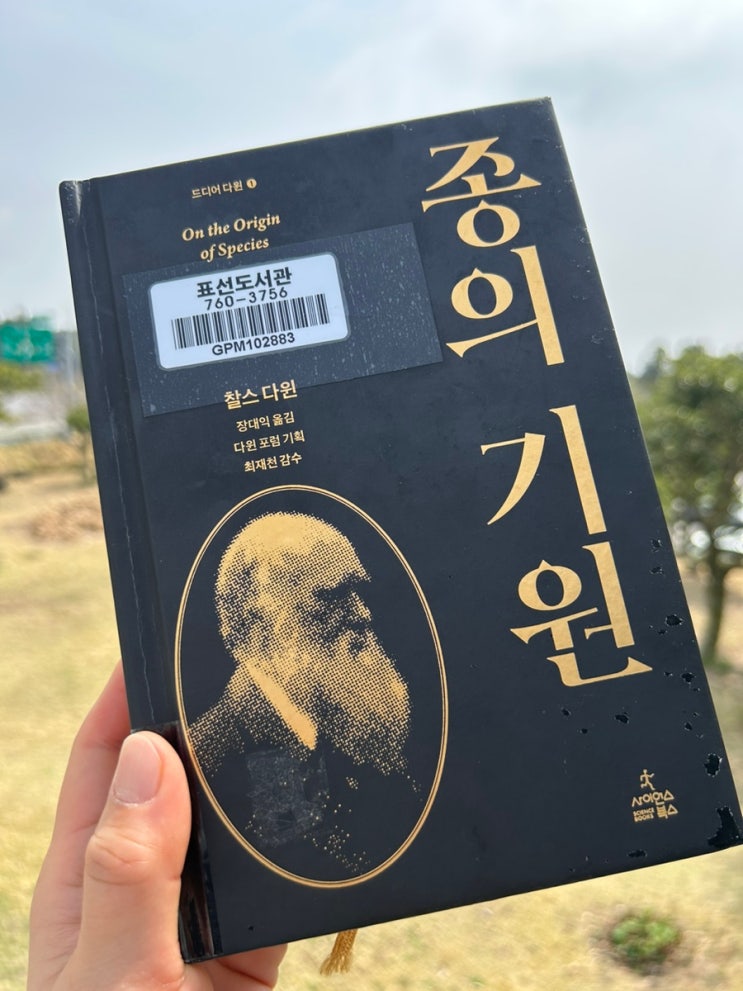 드디어 다윈 1
On the Origin
of Species
표선도서관
760-3756
GPM102883
찰스 다윈
장대익 옮김
다윈 포럼 기획
최재천 감수
종의 기원
사이언스
SCIENCE
BOOKS
북스